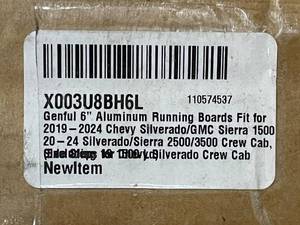 X003U8BH6L
110574537
Genful 6" Aluminum Running Boards Fit for
2019-2024 Chevy Silverado/GMC Sierra 1500
20-24 Silverado/Sierra 2500/3500 Crew Cab,
Silverado Crew Cab
NewItem